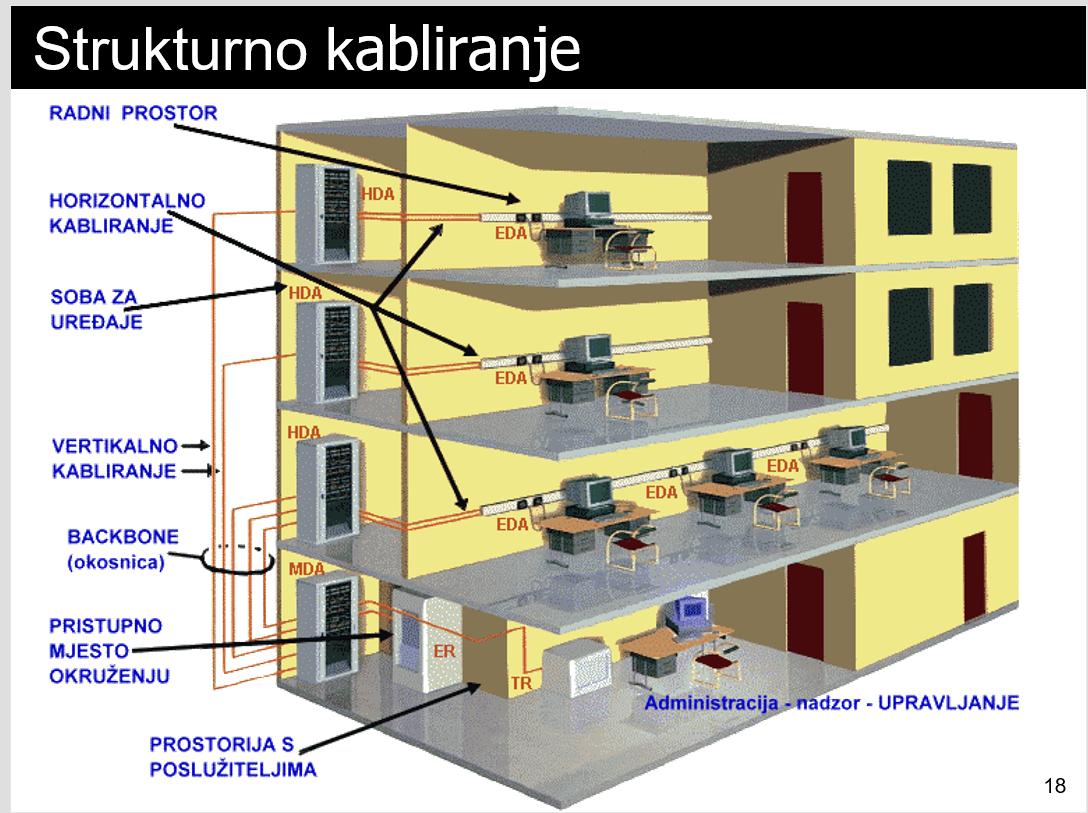 Strukturno kabliranje
RADNI PROSTOR
HDA
HORIZONTALNO
KABLIRANJE
EDA
SOBA ZA
UREĐAJE
HDA
EDA
HDA
VERTIKALNO
KABLIRANJE
EDA
EDA
EDA
BACKBONE
(okosnica)
MDA
PRISTUPNO
MJESTO
OKRUŽENJU
ER
TR
Administracija - nadzor - UPRAVLJANJE
PROSTORIJA S
POSLUŽITELJIMA
18